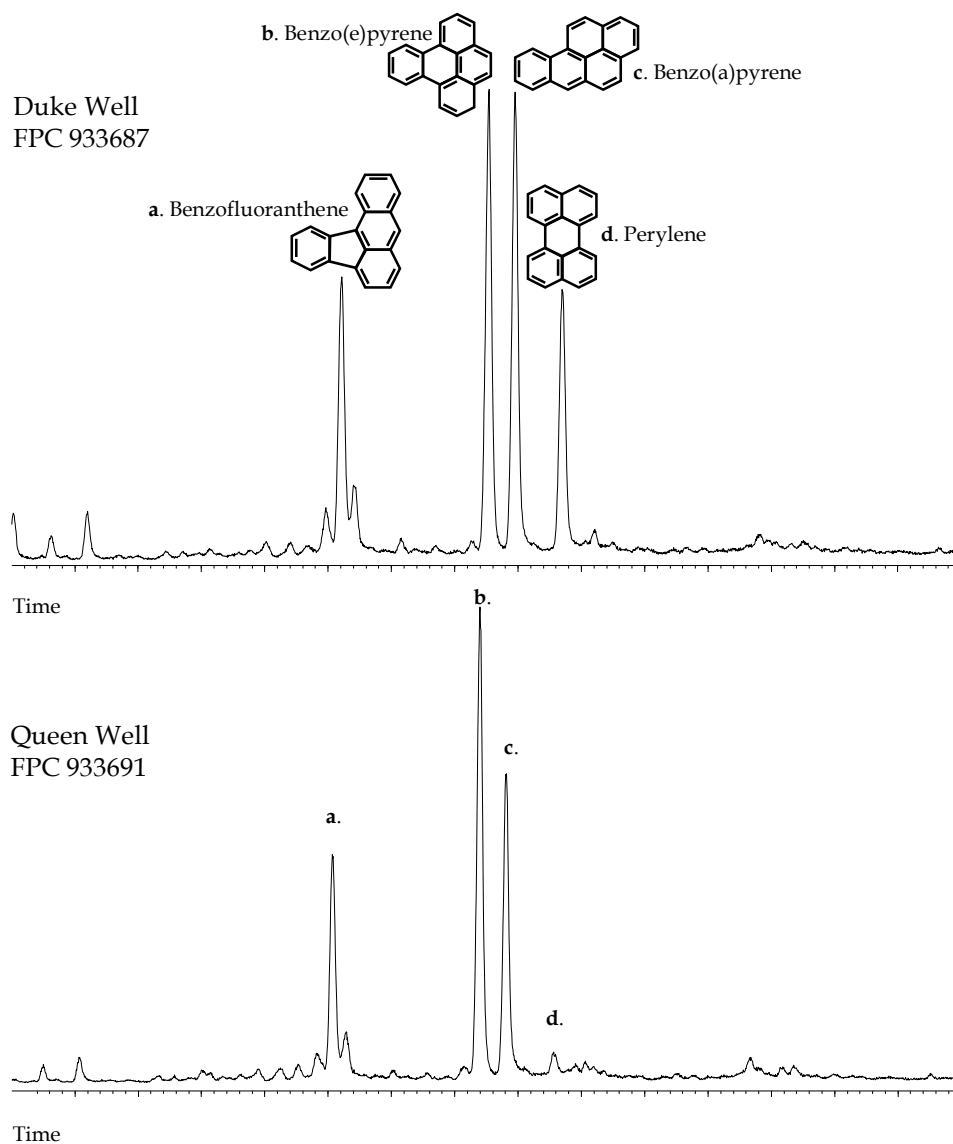 b. Benzo(e)pyrene
c. Benzo(a)pyrene
Duke Well
FPC 933687
a. Benzofluoranthene
d. Perylene
Time
b.
Queen Well
FPC 933691
c.
a.
d.
Time